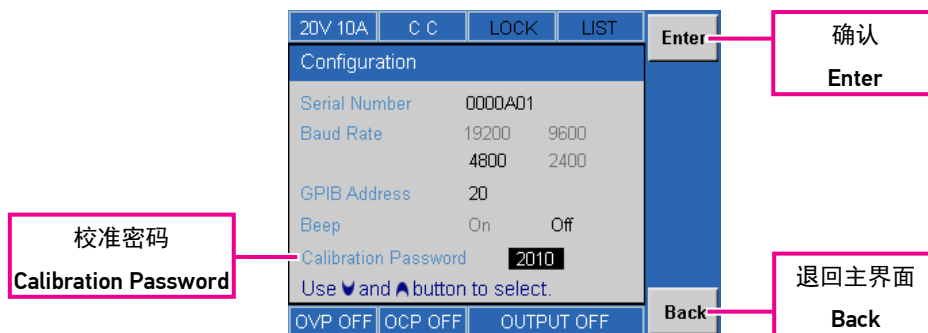 20V 10A C C LOCK LIST
Enter
确认
Enter
Configuration
Serial Number 0000A01
Baud Rate 19200 9600
4800 2400
GPIB Address 20
Beep On Off
校准密码
Calibration Password
Calibration Password 2010
Use and button to select.
退回主界面
Back
Back
OVP OFF OCP OFF OUTPUT OFF